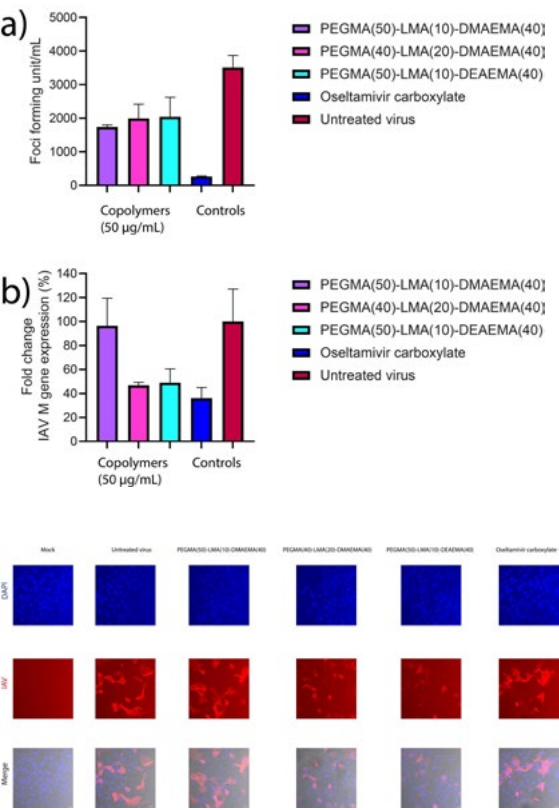 a)
Foci forming unit/mL
5000
4000
3000
2000
1000
0
Copolymers
(50 µg/mL)
Controls
PEGMA(50)-LMA(10)-DMAEMA(40)
PEGMA(40)-LMA(20)-DMAEMA(40)
PEGMA(50)-LMA(10)-DEAEMA(40)
Oseltamivir carboxylate
Untreated virus
b)
Fold change
IAV M gene expression (%)
140
120
100
80
60
40
20
0
Copolymers
(50 µg/mL)
Controls
PEGMA(50)-LMA(10)-DMAEMA(40)
PEGMA(40)-LMA(20)-DMAEMA(40)
PEGMA(50)-LMA(10)-DEAEMA(40)
Oseltamivir carboxylate
Untreated virus
Mock Untreated virus PEGMA(50)-LMA(10)-DMAEMA(40) PEGMA(40)-LMA(20)-DMAEMA(40) PEGMA(50)-LMA(10)-DEAEMA(40) Oseltamivir carboxylate
DAPI
IAV
Merge